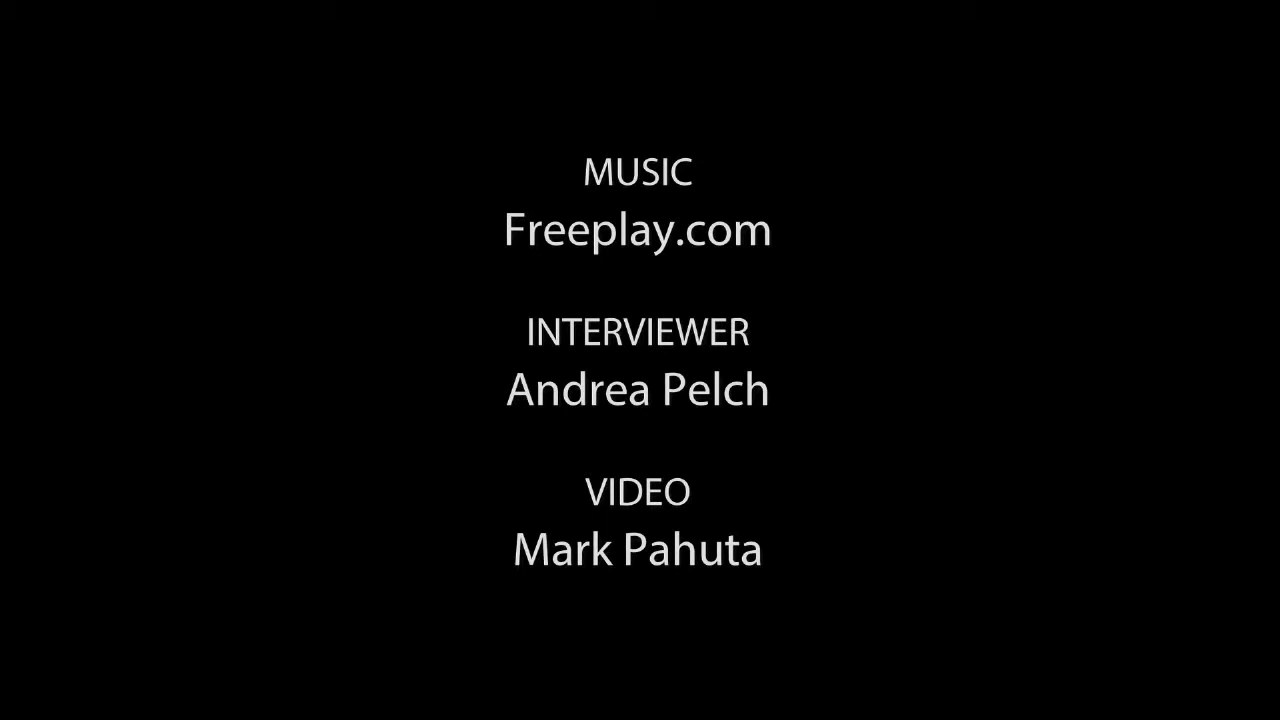 MUSIC
Freeplay.com
INTERVIEWER
Andrea Pelch
VIDEO
Mark Pahuta